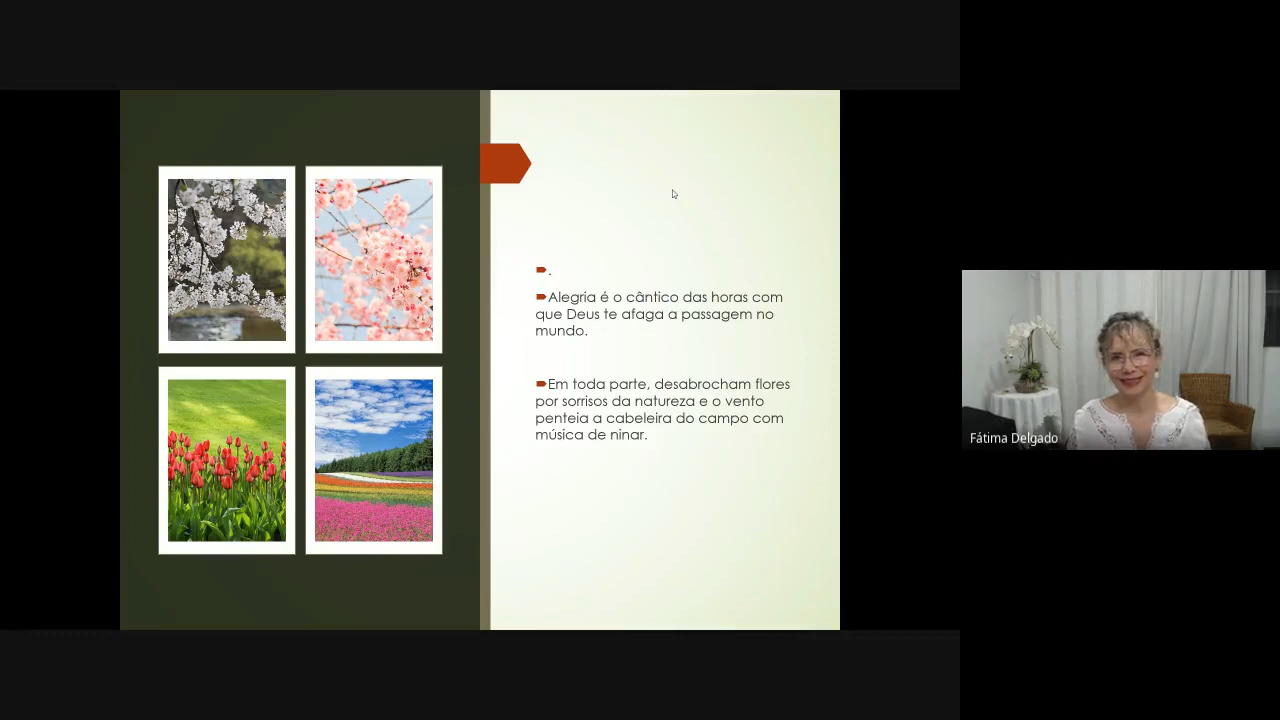 .
Alegria é o cântico das horas com
que Deus te afaga a passagem no
mundo.
Em toda parte, desabrocham flores
por sorrisos da natureza e o vento
penteia a cabeleira do campo com
música de ninar.
Fátima Delgado